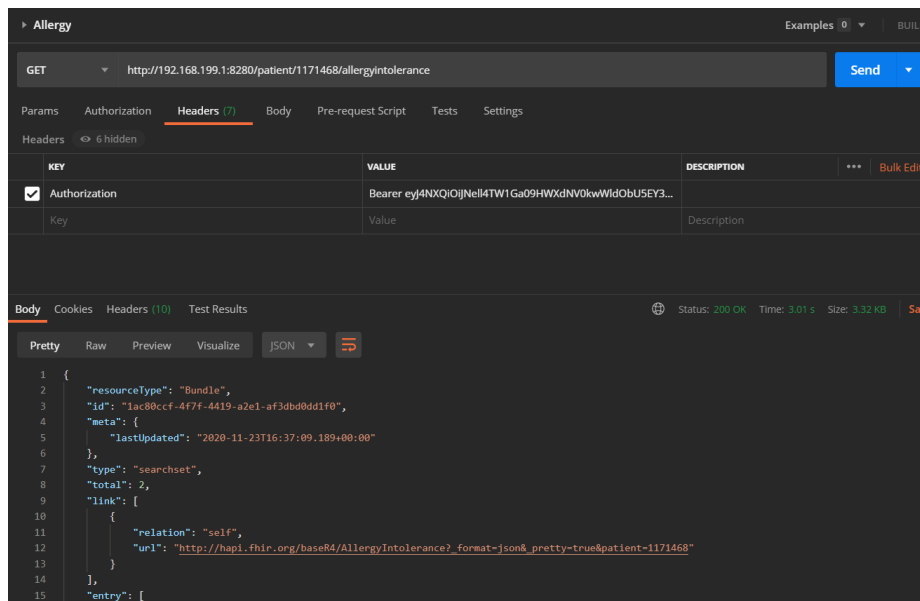 Allergy Examples 0 BUIL
GET http://192.168.199.1:8280/patient/1171468/allergyintolerance Send
Params Authorization Headers (7) Body Pre-request Script Tests Settings
Headers 6 hidden
KEY VALUE DESCRIPTION ••• Bulk Edi
Authorization Bearer eyJ4NXQiOiJNell4TW1Ga09HWXdNV0kwWldObU5EY3...
Key Value Description
Body Cookies Headers (10) Test Results Status: 200 OK Time: 3.01 s Size: 3.32 KB Sa
Pretty Raw Preview Visualize JSON
1 {
2 "resourceType": "Bundle",
3 "id": "1ac80ccf-4f7f-4419-a2e1-af3dbd0dd1f0",
4 "meta": {
5 "lastUpdated": "2020-11-23T16:37:09.189+00:00"
6 },
7 "type": "searchset",
8 "total": 2,
9 "link": [
10 {
11 "relation": "self",
12 "url": "http://hapi.fhir.org/baseR4/AllergyIntolerance?_format=json&_pretty=true&patient=1171468"
13 }
14 ],
15 "entry": [